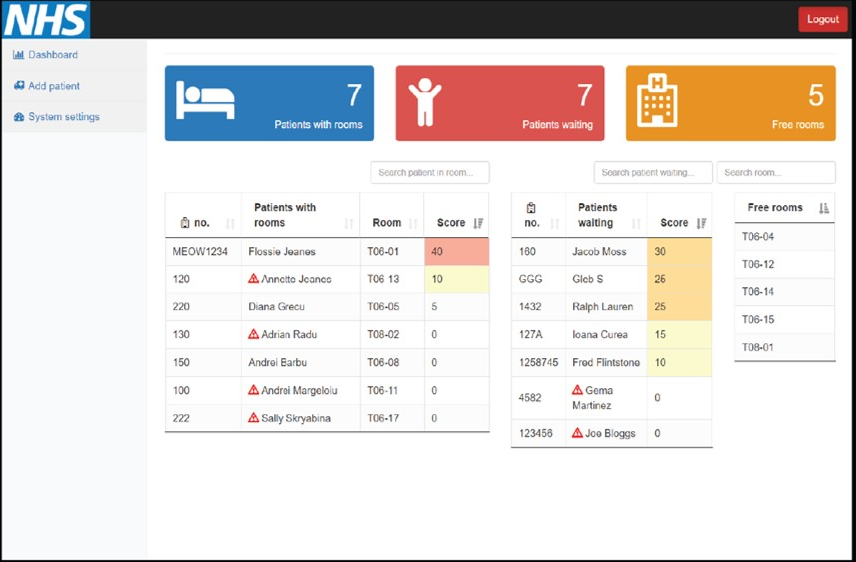 NHS
Logout
Dashboard
Add patient
System settings
7
Patients with rooms
7
Patients waiting
5
Free rooms
Search patient in room...
Search patient waiting...
Search room...
no. Patients with rooms Room Score
MEOW1234 Flossie Jeanes T06-01 40
120 Annette Jeanes T06-13 10
220 Diana Grecu T06-05 5
130 Adrian Radu T08-02 0
150 Andrei Barbu T06-08 0
100 Andrei Margeloiu T06-11 0
222 Sally Skryabina T06-17 0
no. Patients waiting Score
160 Jacob Moss 30
GGG Gleb S 26
1432 Ralph Lauren 25
127A Ioana Curea 15
1258745 Fred Flintstone 10
4582 Gema Martinez 0
123456 Joe Bloggs 0
Free rooms
T06-04
T06-12
T06-14
T06-15
T08-01